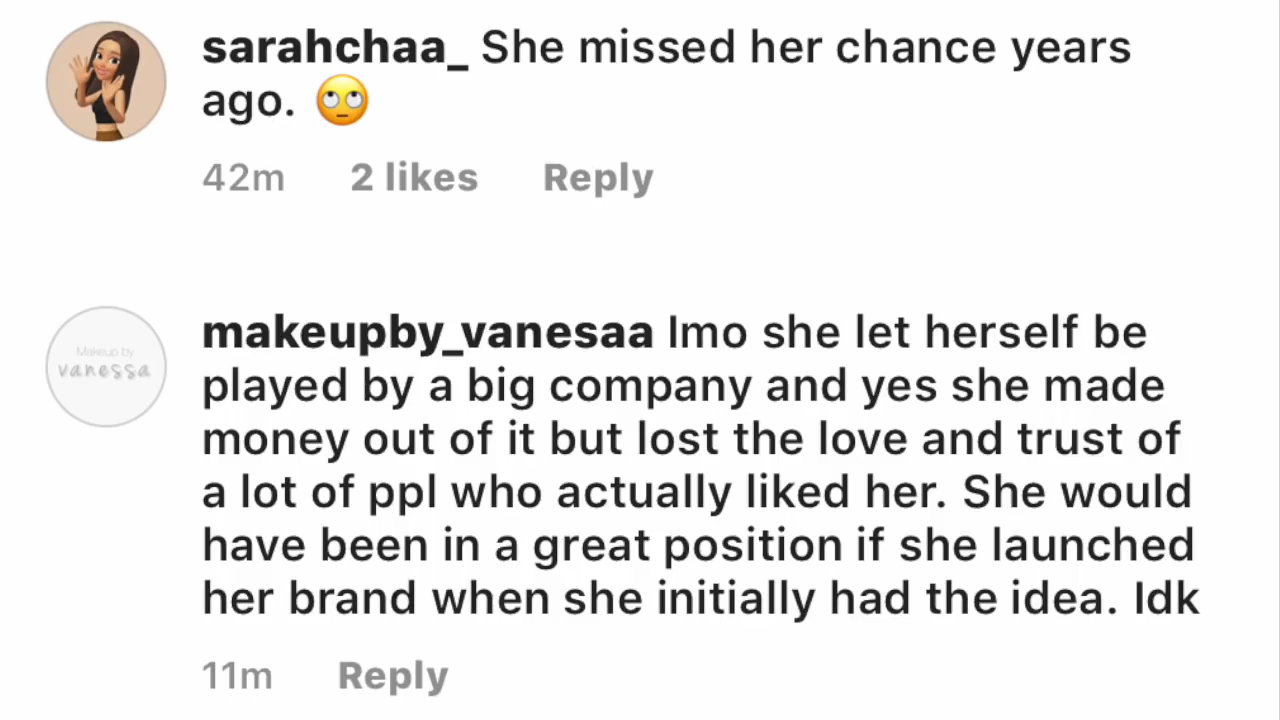 sarahchaa_ She missed her chance years
ago. 🙄
42m 2 likes Reply
makeupby_vanesaa Imo she let herself be
Makeup by
vanessa
played by a big company and yes she made
money out of it but lost the love and trust of
a lot of ppl who actually liked her. She would
have been in a great position if she launched
her brand when she initially had the idea. Idk
11m Reply